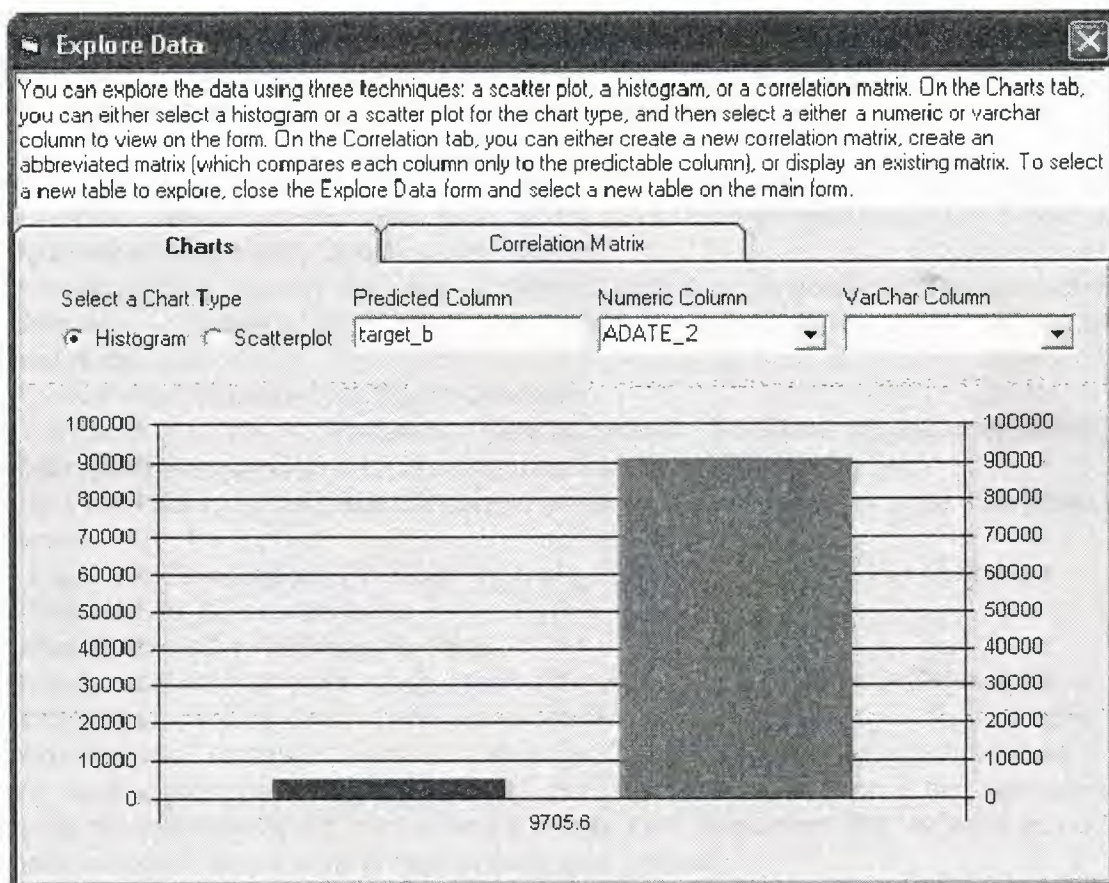 Explore Data
You can explore the data using three techniques: a scatter plot, a histogram, or a correlation matrix. On the Charts tab,
you can either select a histogram or a scatter plot for the chart type, and then select a either a numeric or varchar
column to view on the form. On the Correlation tab, you can either create a new correlation matrix, create an
abbreviated matrix (which compares each column only to the predictable column), or display an existing matrix. To select
a new table to explore, close the Explore Data form and select a new table on the main form.
Charts Correlation Matrix
Select a Chart Type Predicted Column Numeric Column VarChar Column
Histogram Scatterplot target_b ADATE_2
100000 100000
90000 90000
80000 80000
70000 70000
60000 60000
50000 50000
40000 40000
30000 30000
20000 20000
10000 10000
0 0
9705.6